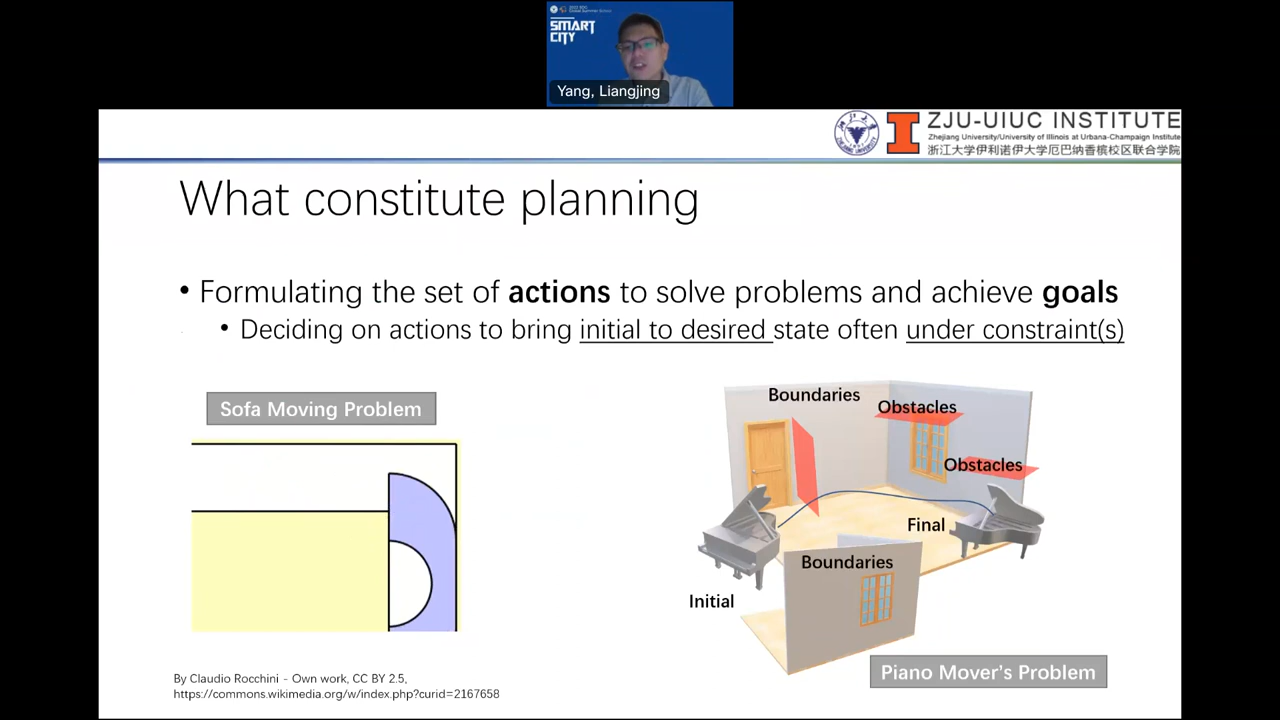 SMART
CITY
Yang, Liangjing
ZJU-UIUC INSTITUTE
Zhejiang University/University of Illinois at Urbana-Champaign Institute
浙江大学伊利诺伊大学厄巴纳香槟校区联合学院
What constitute planning
• Formulating the set of actions to solve problems and achieve goals
• Deciding on actions to bring initial to desired state often under constraint(s)
Sofa Moving Problem
Boundaries
Obstacles
Obstacles
Final
Boundaries
Initial
Piano Mover's Problem
By Claudio Rocchini - Own work, CC BY 2.5,
https://commons.wikimedia.org/w/index.php?curid=2167658